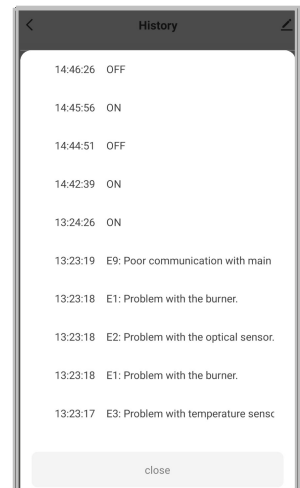 History
14:46:26 OFF
14:45:56 ON
14:44:51 OFF
14:42:39 ON
13:24:26 ON
13:23:19 E9: Poor communication with main
13:23:18 E1: Problem with the burner.
13:23:18 E2: Problem with the optical sensor.
13:23:18 E1: Problem with the burner.
13:23:17 E3: Problem with temperature
close